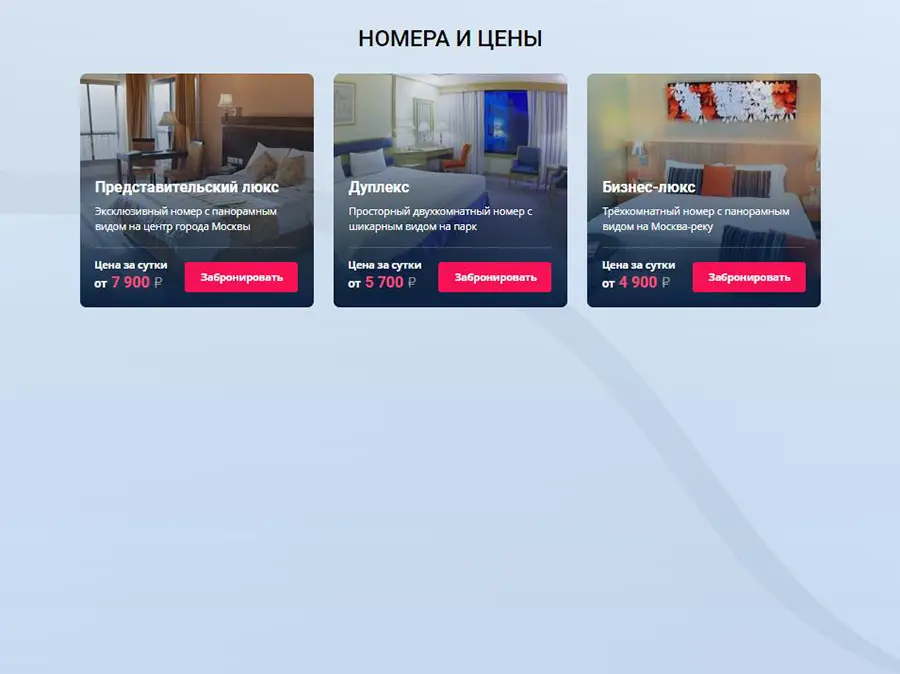 НОМЕРА И ЦЕНЫ
Представительский люкс
Эксклюзивный номер с панорамным
видом на центр города Москвы
Цена за сутки
от 7 900 ₽
Забронировать
Дуплекс
Просторный двухкомнатный номер с
шикарным видом на парк
Цена за сутки
от 5 700 ₽
Забронировать
Бизнес-люкс
Трёхкомнатный номер с панорамным
видом на Москва-реку
Цена за сутки
от 4 900 ₽
Забронировать